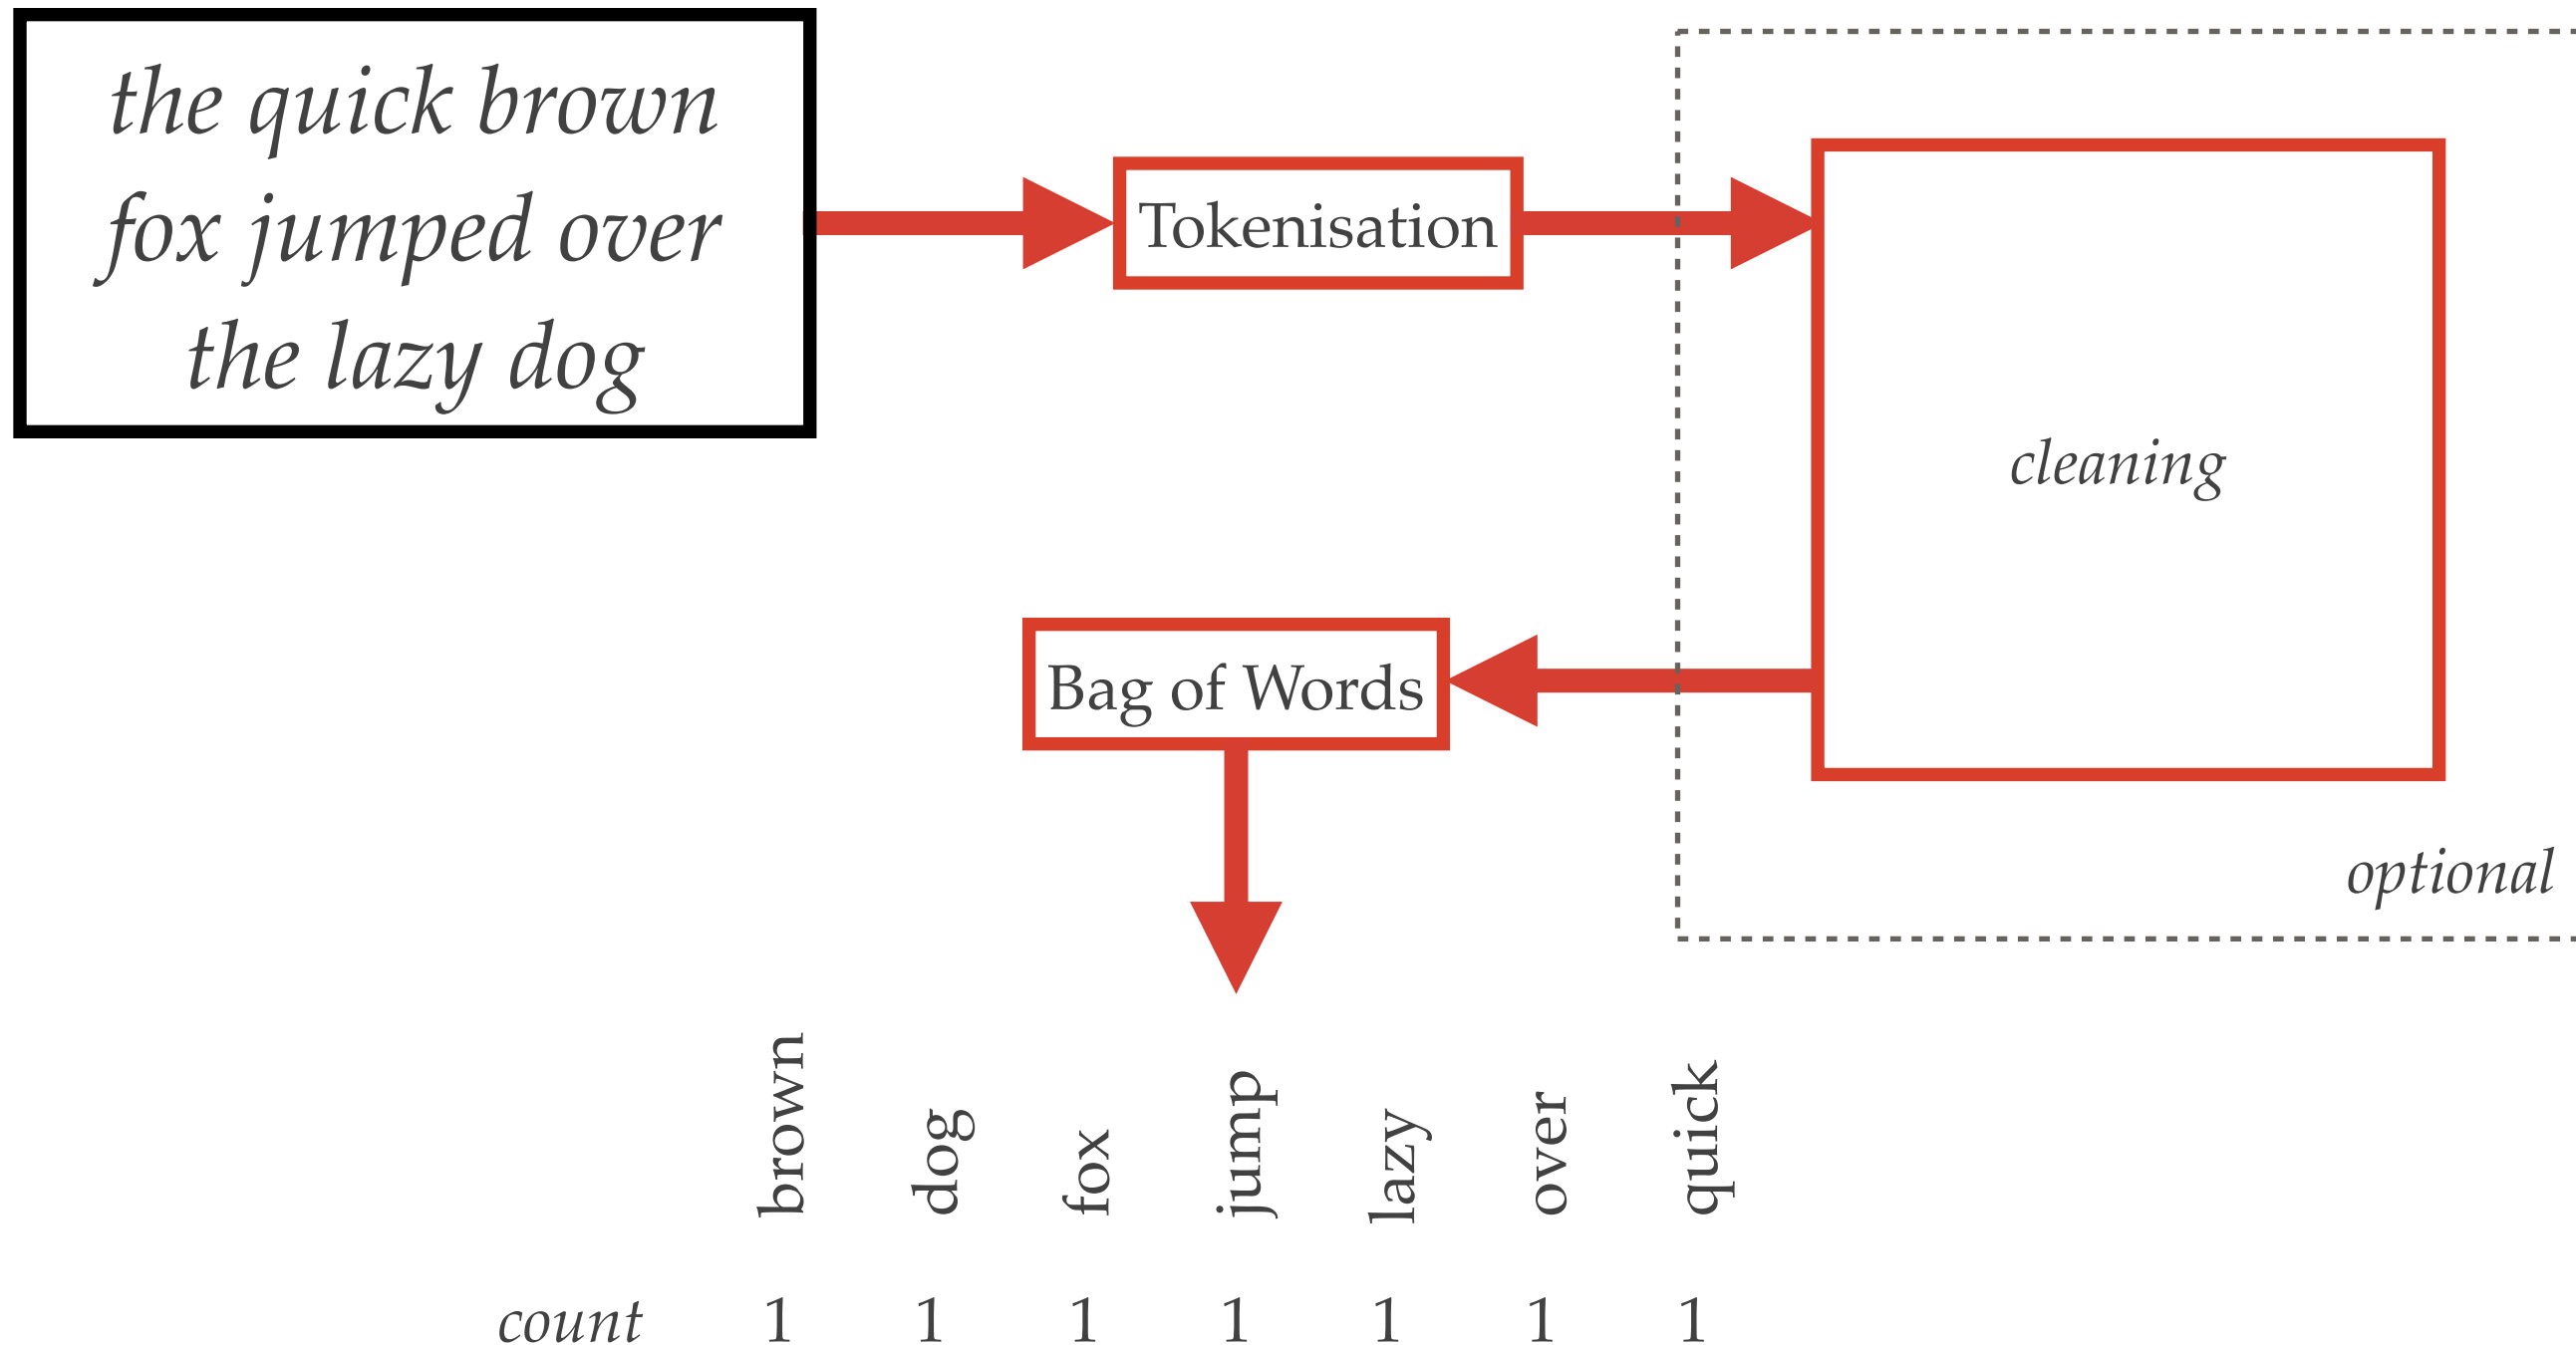 the quick brown
fox jumped over
the lazy dog
Tokenisation
cleaning
Bag of Words
optional
brown dog fox jump lazy over quick
count 1 1 1 1 1 1 1